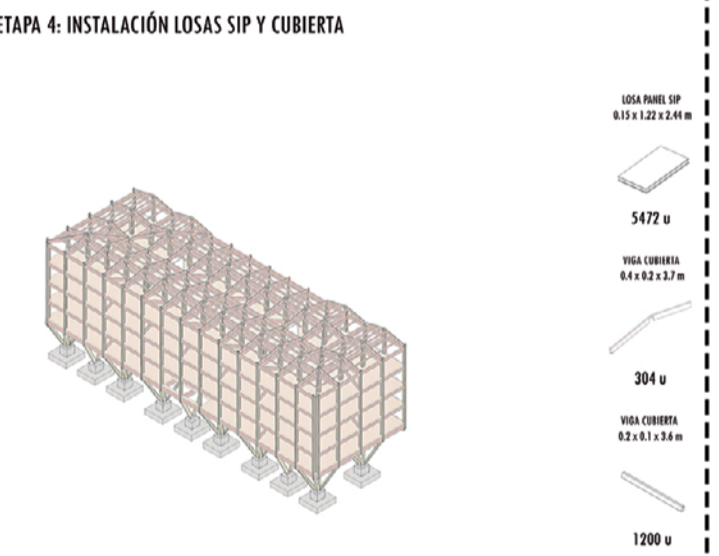 ETAPA 4: INSTALACIÓN LOSAS SIP Y CUBIERTA
LOSA PANEL SIP
0.15 x 1.22 x 2.44 m
5472 u
VIGA CUBIERTA
0.4 x 0.2 x 3.7 m
304 u
VIGA CUBIERTA
0.2 x 0.1 x 3.6 m
1200 u